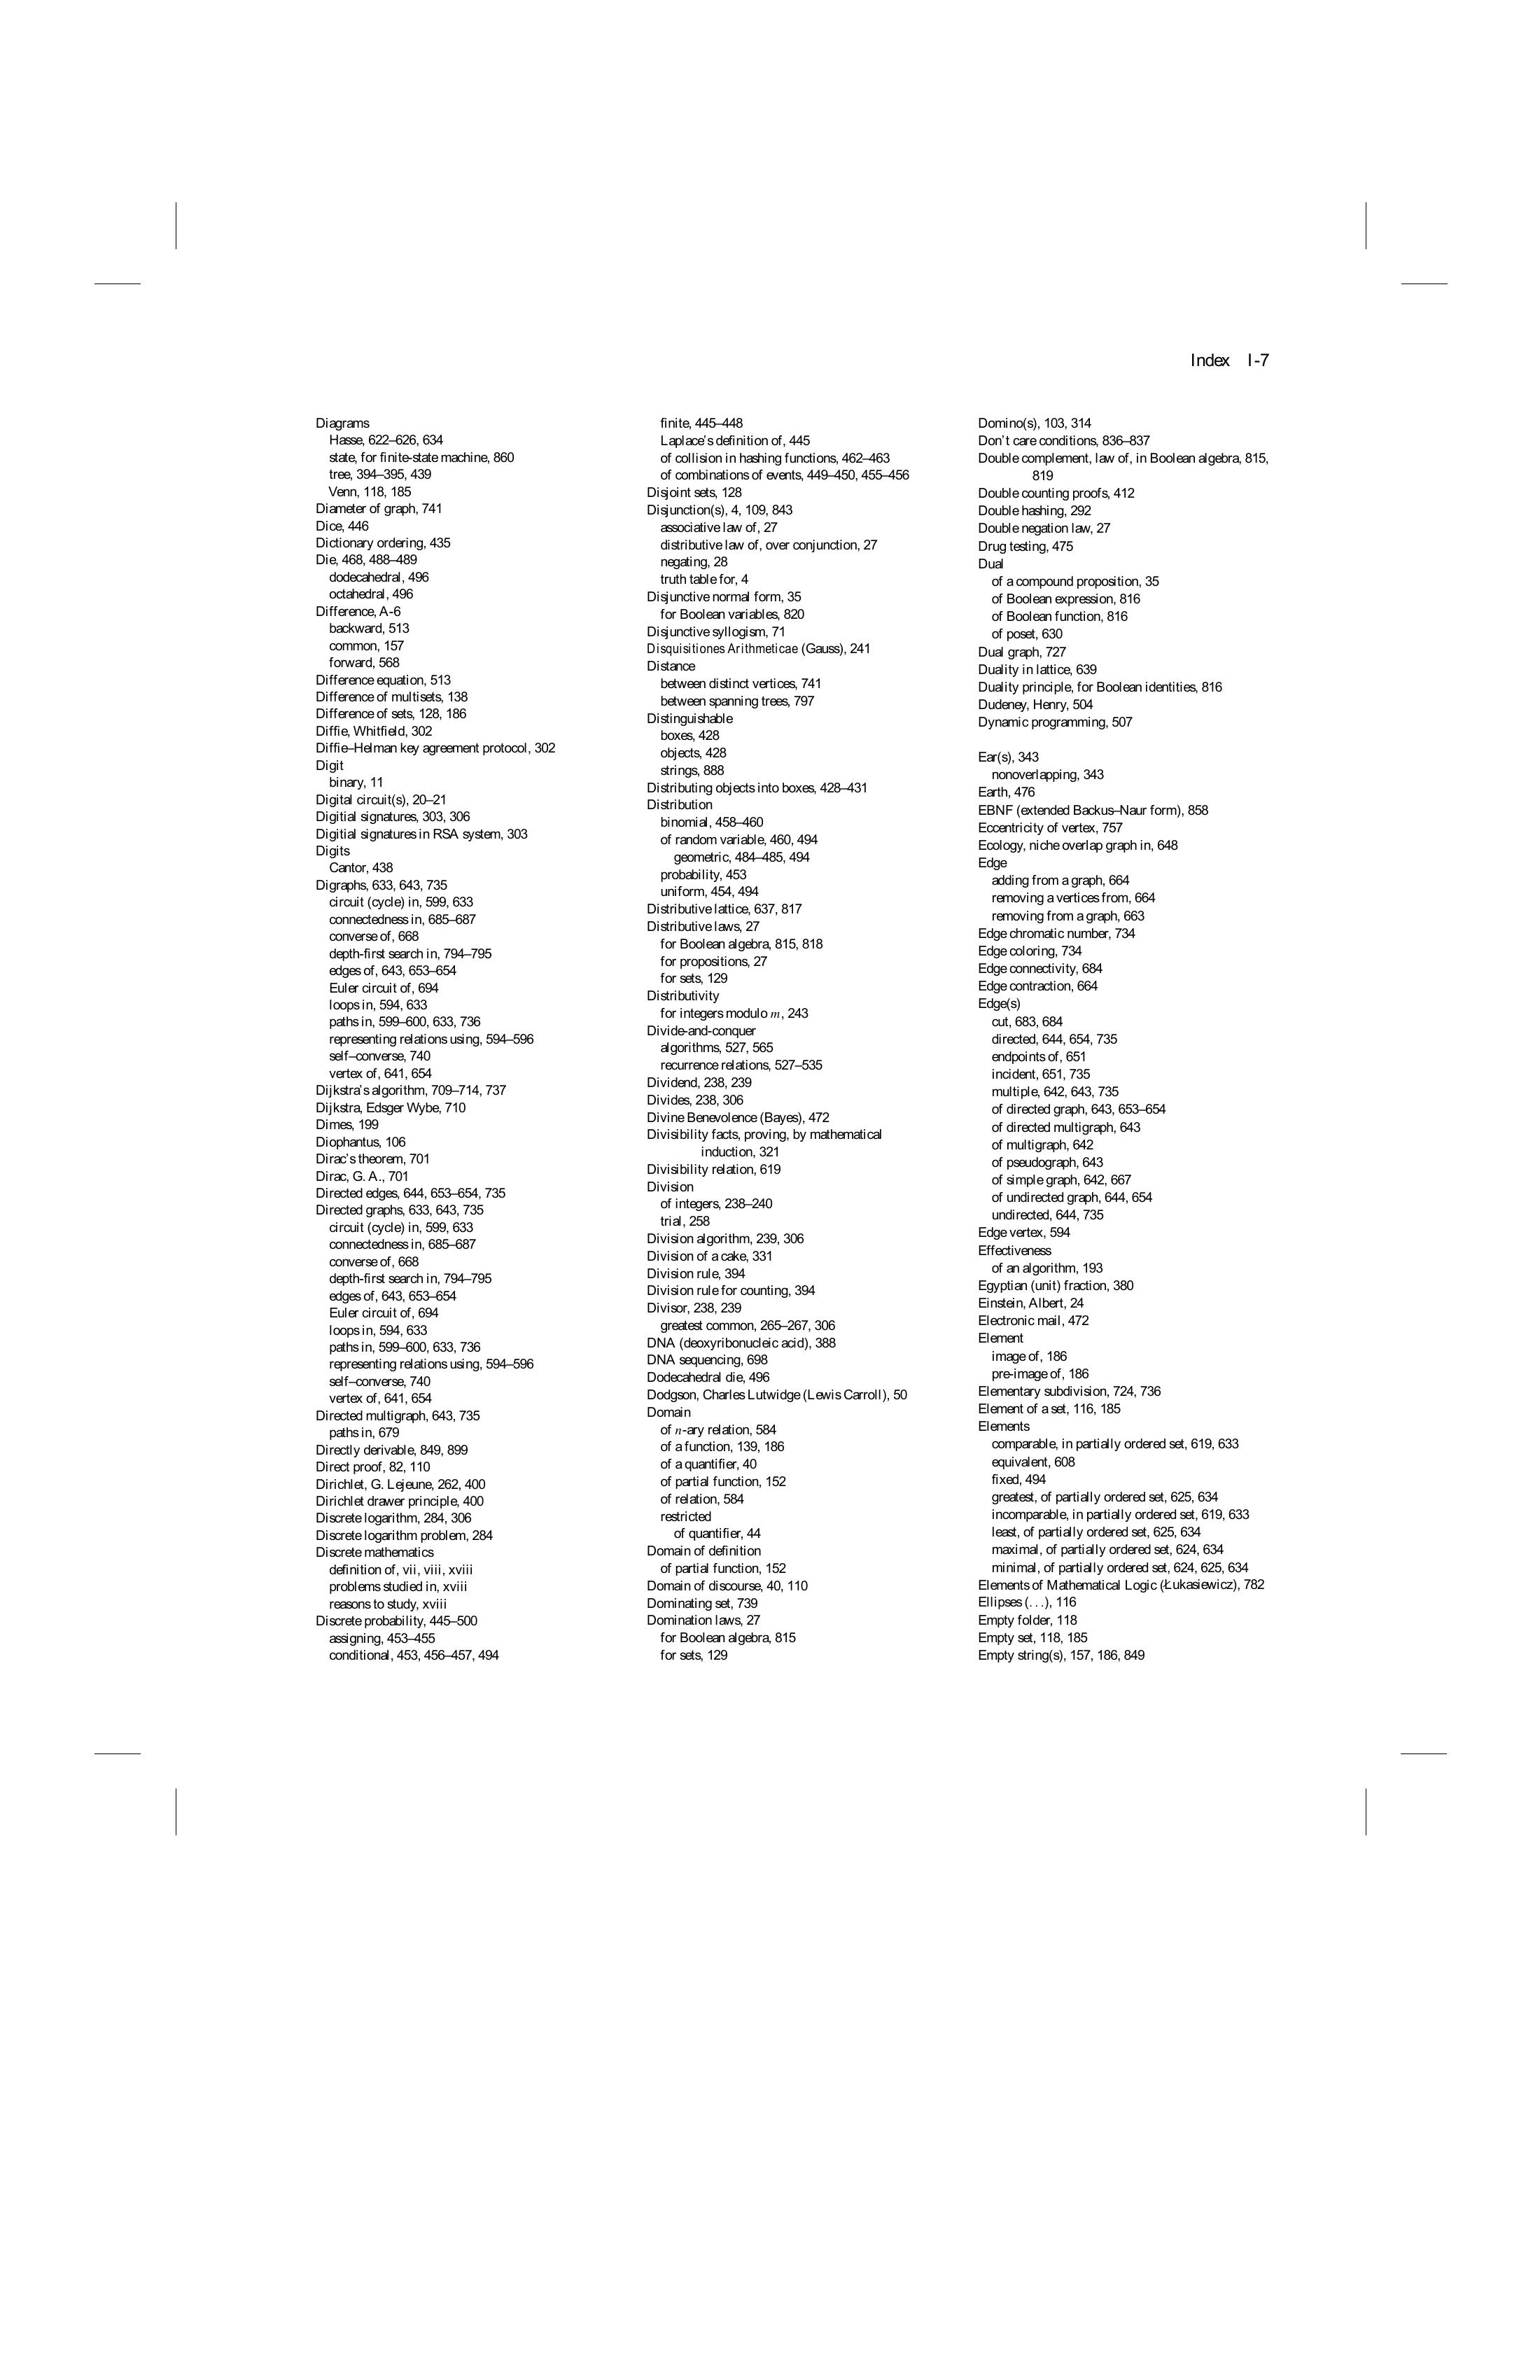 Index I-7
Diagrams
Hasse, 622–626, 634
state, for finite-state machine, 860
tree, 394–395, 439
Venn, 118, 185
Diameter of graph, 741
Dice, 446
Dictionary ordering, 435
Die, 468, 488–489
dodecahedral, 496
octahedral, 496
Difference, A-6
backward, 513
common, 157
forward, 568
Difference equation, 513
Difference of multisets, 138
Difference of sets, 128, 186
Diffie, Whitfield, 302
Diffie–Helman key agreement protocol, 302
Digit
binary, 11
Digital circuit(s), 20–21
Digitial signatures, 303, 306
Digitial signatures in RSA system, 303
Digits
Cantor, 438
Digraphs, 633, 643, 735
circuit (cycle) in, 599, 633
connectedness in, 685–687
converse of, 668
depth-first search in, 794–795
edges of, 643, 653–654
Euler circuit of, 694
loops in, 594, 633
paths in, 599–600, 633, 736
representing relations using, 594–596
self–converse, 740
vertex of, 641, 654
Dijkstra's algorithm, 709–714, 737
Dijkstra, Edsger Wybe, 710
Dimes, 199
Diophantus, 106
Dirac's theorem, 701
Dirac, G. A., 701
Directed edges, 644, 653–654, 735
Directed graphs, 633, 643, 735
circuit (cycle) in, 599, 633
connectedness in, 685–687
converse of, 668
depth-first search in, 794–795
edges of, 643, 653–654
Euler circuit of, 694
loops in, 594, 633
paths in, 599–600, 633, 736
representing relations using, 594–596
self–converse, 740
vertex of, 641, 654
Directed multigraph, 643, 735
paths in, 679
Directly derivable, 849, 899
Direct proof, 82, 110
Dirichlet, G. Lejeune, 262, 400
Dirichlet drawer principle, 400
Discrete logarithm, 284, 306
Discrete logarithm problem, 284
Discrete mathematics
definition of, vii, viii, xviii
problems studied in, xviii
reasons to study, xviii
Discrete probability, 445–500
assigning, 453–455
conditional, 453, 456–457, 494
finite, 445–448
Laplace's definition of, 445
of collision in hashing functions, 462–463
of combinations of events, 449–450, 455–456
Disjoint sets, 128
Disjunction(s), 4, 109, 843
associative law of, 27
distributive law of, over conjunction, 27
negating, 28
truth table for, 4
Disjunctive normal form, 35
for Boolean variables, 820
Disjunctive syllogism, 71
Disquisitiones Arithmeticae (Gauss), 241
Distance
between distinct vertices, 741
between spanning trees, 797
Distinguishable
boxes, 428
objects, 428
strings, 888
Distributing objects into boxes, 428–431
Distribution
binomial, 458–460
of random variable, 460, 494
geometric, 484–485, 494
probability, 453
uniform, 454, 494
Distributive lattice, 637, 817
Distributive laws, 27
for Boolean algebra, 815, 818
for propositions, 27
for sets, 129
Distributivity
for integers modulo m, 243
Divide-and-conquer
algorithms, 527, 565
recurrence relations, 527–535
Dividend, 238, 239
Divides, 238, 306
Divine Benevolence (Bayes), 472
Divisibility facts, proving, by mathematical
induction, 321
Divisibility relation, 619
Division
of integers, 238–240
trial, 258
Division algorithm, 239, 306
Division of a cake, 331
Division rule, 394
Division rule for counting, 394
Divisor, 238, 239
greatest common, 265–267, 306
DNA (deoxyribonucleic acid), 388
DNA sequencing, 698
Dodecahedral die, 496
Dodgson, Charles Lutwidge (Lewis Carroll), 50
Domain
of n-ary relation, 584
of a function, 139, 186
of a quantifier, 40
of partial function, 152
of relation, 584
restricted
of quantifier, 44
Domain of definition
of partial function, 152
Domain of discourse, 40, 110
Dominating set, 739
Domination laws, 27
for Boolean algebra, 815
for sets, 129
Domino(s), 103, 314
Don't care conditions, 836–837
Double complement, law of, in Boolean algebra, 815,
819
Double counting proofs, 412
Double hashing, 292
Double negation law, 27
Drug testing, 475
Dual
of a compound proposition, 35
of Boolean expression, 816
of Boolean function, 816
of poset, 630
Dual graph, 727
Duality in lattice, 639
Duality principle, for Boolean identities, 816
Dudeney, Henry, 504
Dynamic programming, 507
Ear(s), 343
nonoverlapping, 343
Earth, 476
EBNF (extended Backus–Naur form), 858
Eccentricity of vertex, 757
Ecology, niche overlap graph in, 648
Edge
adding from a graph, 664
removing a vertices from, 664
removing from a graph, 663
Edge chromatic number, 734
Edge coloring, 734
Edge connectivity, 684
Edge contraction, 664
Edge(s)
cut, 683, 684
directed, 644, 654, 735
endpoints of, 651
incident, 651, 735
multiple, 642, 643, 735
of directed graph, 643, 653–654
of directed multigraph, 643
of multigraph, 642
of pseudograph, 643
of simple graph, 642, 667
of undirected graph, 644, 654
undirected, 644, 735
Edge vertex, 594
Effectiveness
of an algorithm, 193
Egyptian (unit) fraction, 380
Einstein, Albert, 24
Electronic mail, 472
Element
image of, 186
pre-image of, 186
Elementary subdivision, 724, 736
Element of a set, 116, 185
Elements
comparable, in partially ordered set, 619, 633
equivalent, 608
fixed, 494
greatest, of partially ordered set, 625, 634
incomparable, in partially ordered set, 619, 633
least, of partially ordered set, 625, 634
maximal, of partially ordered set, 624, 634
minimal, of partially ordered set, 624, 625, 634
Elements of Mathematical Logic (Łukasiewicz), 782
Ellipses (. . .), 116
Empty folder, 118
Empty set, 118, 185
Empty string(s), 157, 186, 849